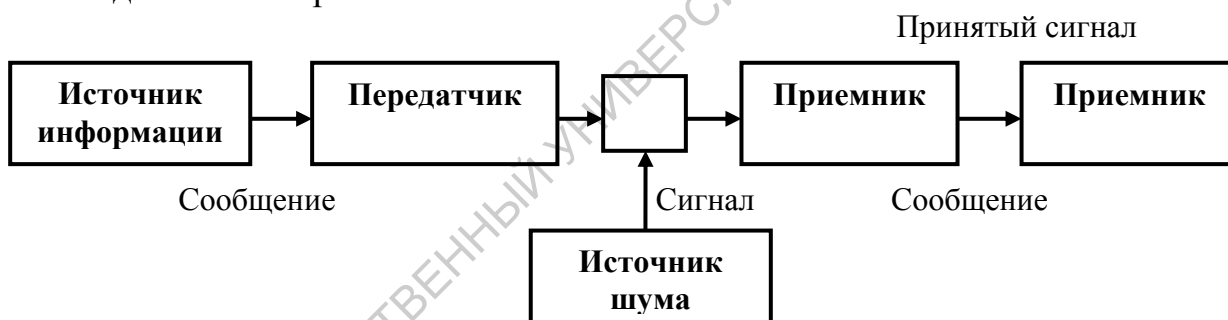 Принятый сигнал
Источник
информации
Передатчик
Приемник
Приемник
Сообщение
Сигнал
Сообщение
Источник
шума